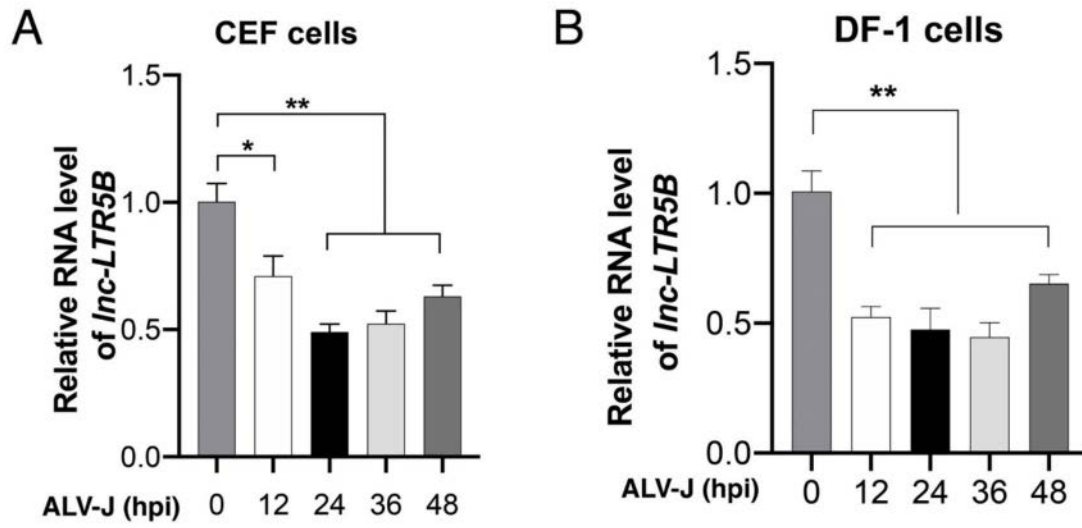 A
CEF cells
Relative RNA level
of lnc-LTR5B
1.5
1.0
0.5
0.0
**
*
ALV-J (hpi)
0 12 24 36 48
B
DF-1 cells
Relative RNA level
of lnc-LTR5B
1.5
1.0
0.5
0.0
**
ALV-J (hpi)
0 12 24 36 48